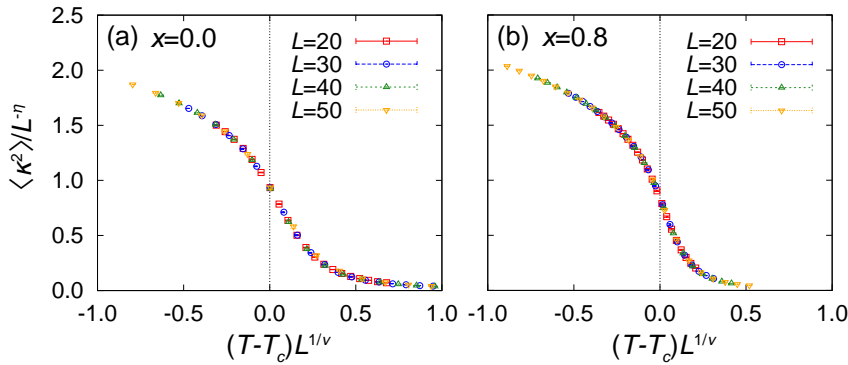 (a) x=0.0
L=20
L=30
L=40
L=50
2.5
2.0
1.5
1.0
0.5
0.0
⟨κ²⟩/L^{-η}
-1.0 -0.5 0.0 0.5 1.0
(T-T_c)L^{1/ν}
(b) x=0.8
L=20
L=30
L=40
L=50
-1.0 -0.5 0.0 0.5 1.0
(T-T_c)L^{1/ν}